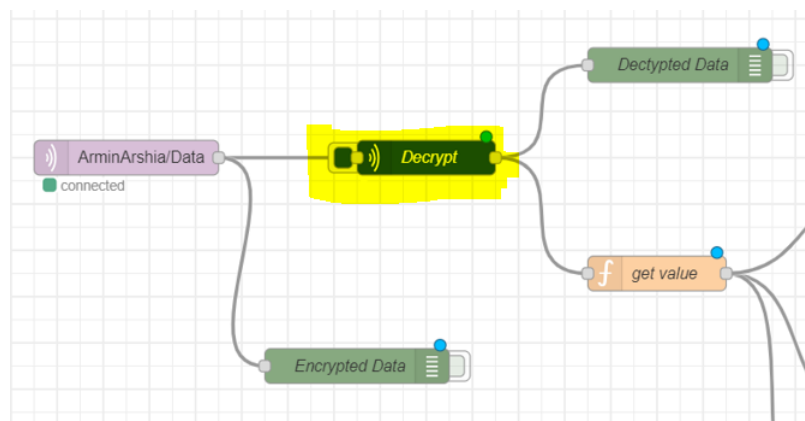 Dectypted Data
ArminArshia/Data
Decrypt
connected
get value
Encrypted Data